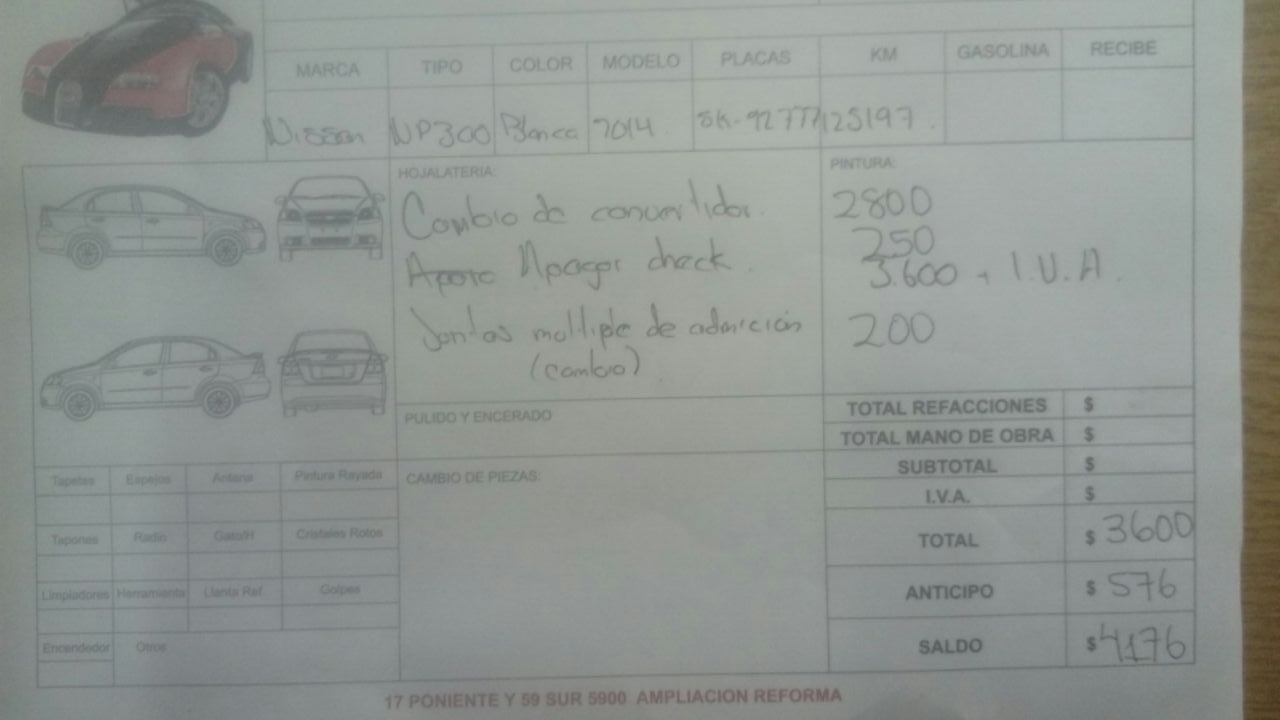 MARCA TIPO COLOR MODELO PLACAS KM GASOLINA RECIBE
Nissan NP300 Blanca 2014 SK-92777 125197.
HOJALATERIA: PINTURA:
Cambio de convertidor. 2800
Apagar check. 250
3.600 + I.V.A.
Juntas multiple de admición 200
(cambio)
PULIDO Y ENCERADO
CAMBIO DE PIEZAS:
TOTAL REFACCIONES $
TOTAL MANO DE OBRA $
SUBTOTAL $
I.V.A. $
TOTAL $ 3600
ANTICIPO $ 576
SALDO $ 4176
Tapetes Espejos Antena Pintura Rayada
Tapones Radio Gato/H Cristales Rotos
Limpiadores Herramienta Llanta Ref. Golpes
Encendedor Otros
17 PONIENTE Y 59 SUR 5900 AMPLIACION REFORMA